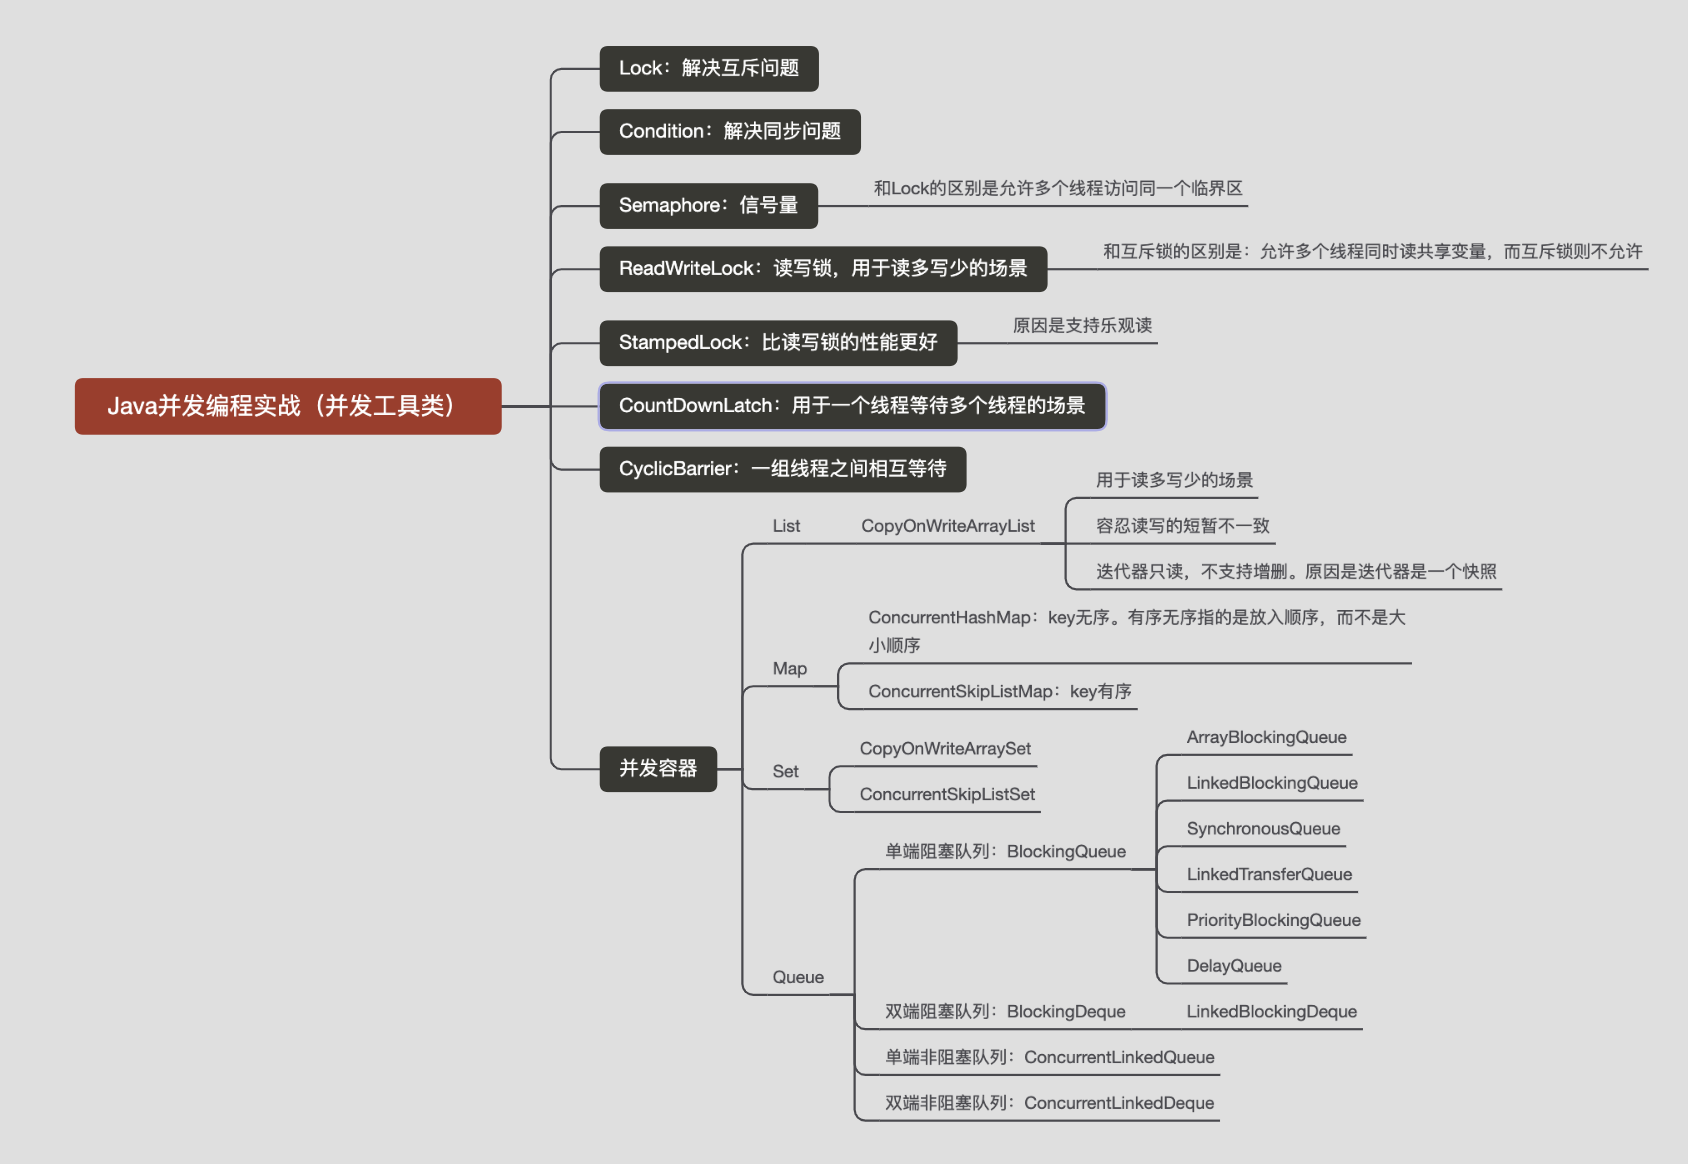 Java并发编程实战（并发工具类）
Lock：解决互斥问题
Condition：解决同步问题
Semaphore：信号量
和Lock的区别是允许多个线程访问同一个临界区
ReadWriteLock：读写锁，用于读多写少的场景
和互斥锁的区别是：允许多个线程同时读共享变量，而互斥锁则不允许
StampedLock：比读写锁的性能更好
原因是支持乐观读
CountDownLatch：用于一个线程等待多个线程的场景
CyclicBarrier：一组线程之间相互等待
并发容器
List
CopyOnWriteArrayList
用于读多写少的场景
容忍读写的短暂不一致
迭代器只读，不支持增删。原因是迭代器是一个快照
Map
ConcurrentHashMap：key无序。有序无序指的是放入顺序，而不是大
小顺序
ConcurrentSkipListMap：key有序
Set
CopyOnWriteArraySet
ConcurrentSkipListSet
Queue
单端阻塞队列：BlockingQueue
ArrayBlockingQueue
LinkedBlockingQueue
SynchronousQueue
LinkedTransferQueue
PriorityBlockingQueue
DelayQueue
双端阻塞队列：BlockingDeque
LinkedBlockingDeque
单端非阻塞队列：ConcurrentLinkedQueue
双端非阻塞队列：ConcurrentLinkedDeque